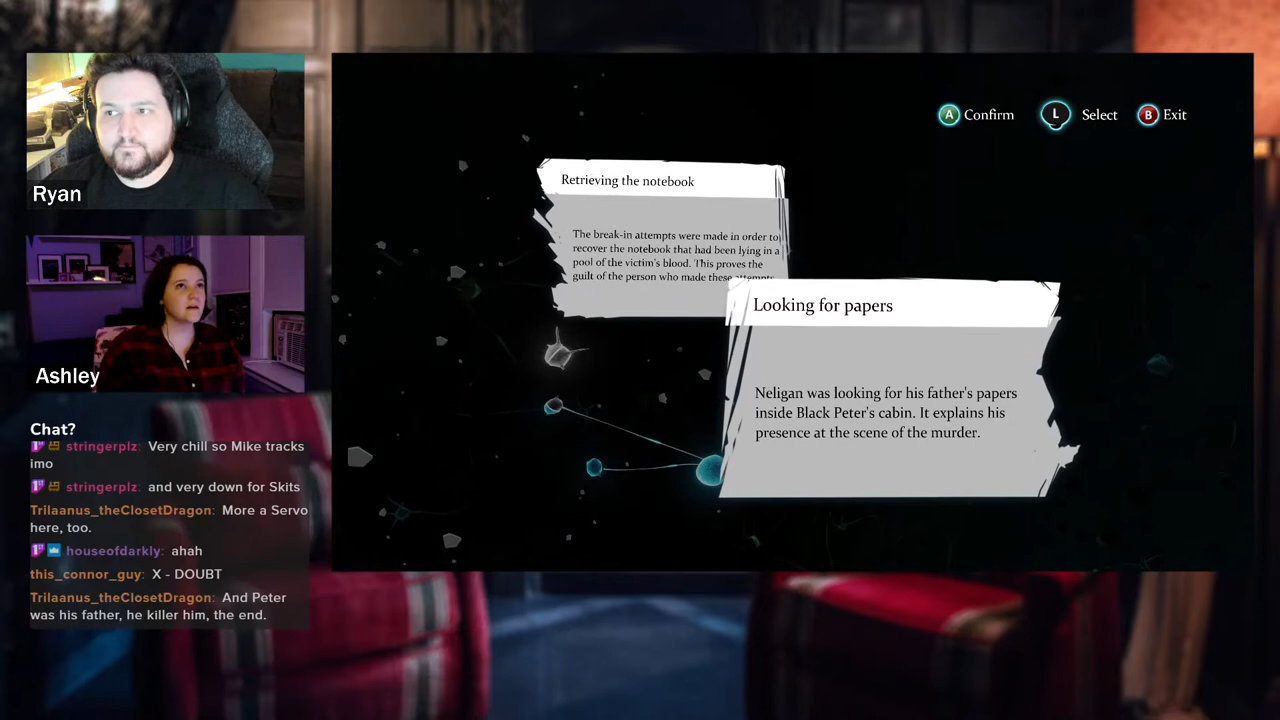 Ryan
Ashley
Chat?
stringerplz: Very chill so Mike tracks
imo
stringerplz: and very down for Skits
Trilaanus_theClosetDragon: More a Servo
here, too.
houseofdarkly: ahah
this_connor_guy: X - DOUBT
Trilaanus_theClosetDragon: And Peter
was his father, he killer him, the end.
A Confirm L Select B Exit
Retrieving the notebook
The break-in attempts were made in order to
recover the notebook that had been lying in a
pool of the victim's blood. This proves the
guilt of the person who made these attempts
Looking for papers
Neligan was looking for his father's papers
inside Black Peter's cabin. It explains his
presence at the scene of the murder.